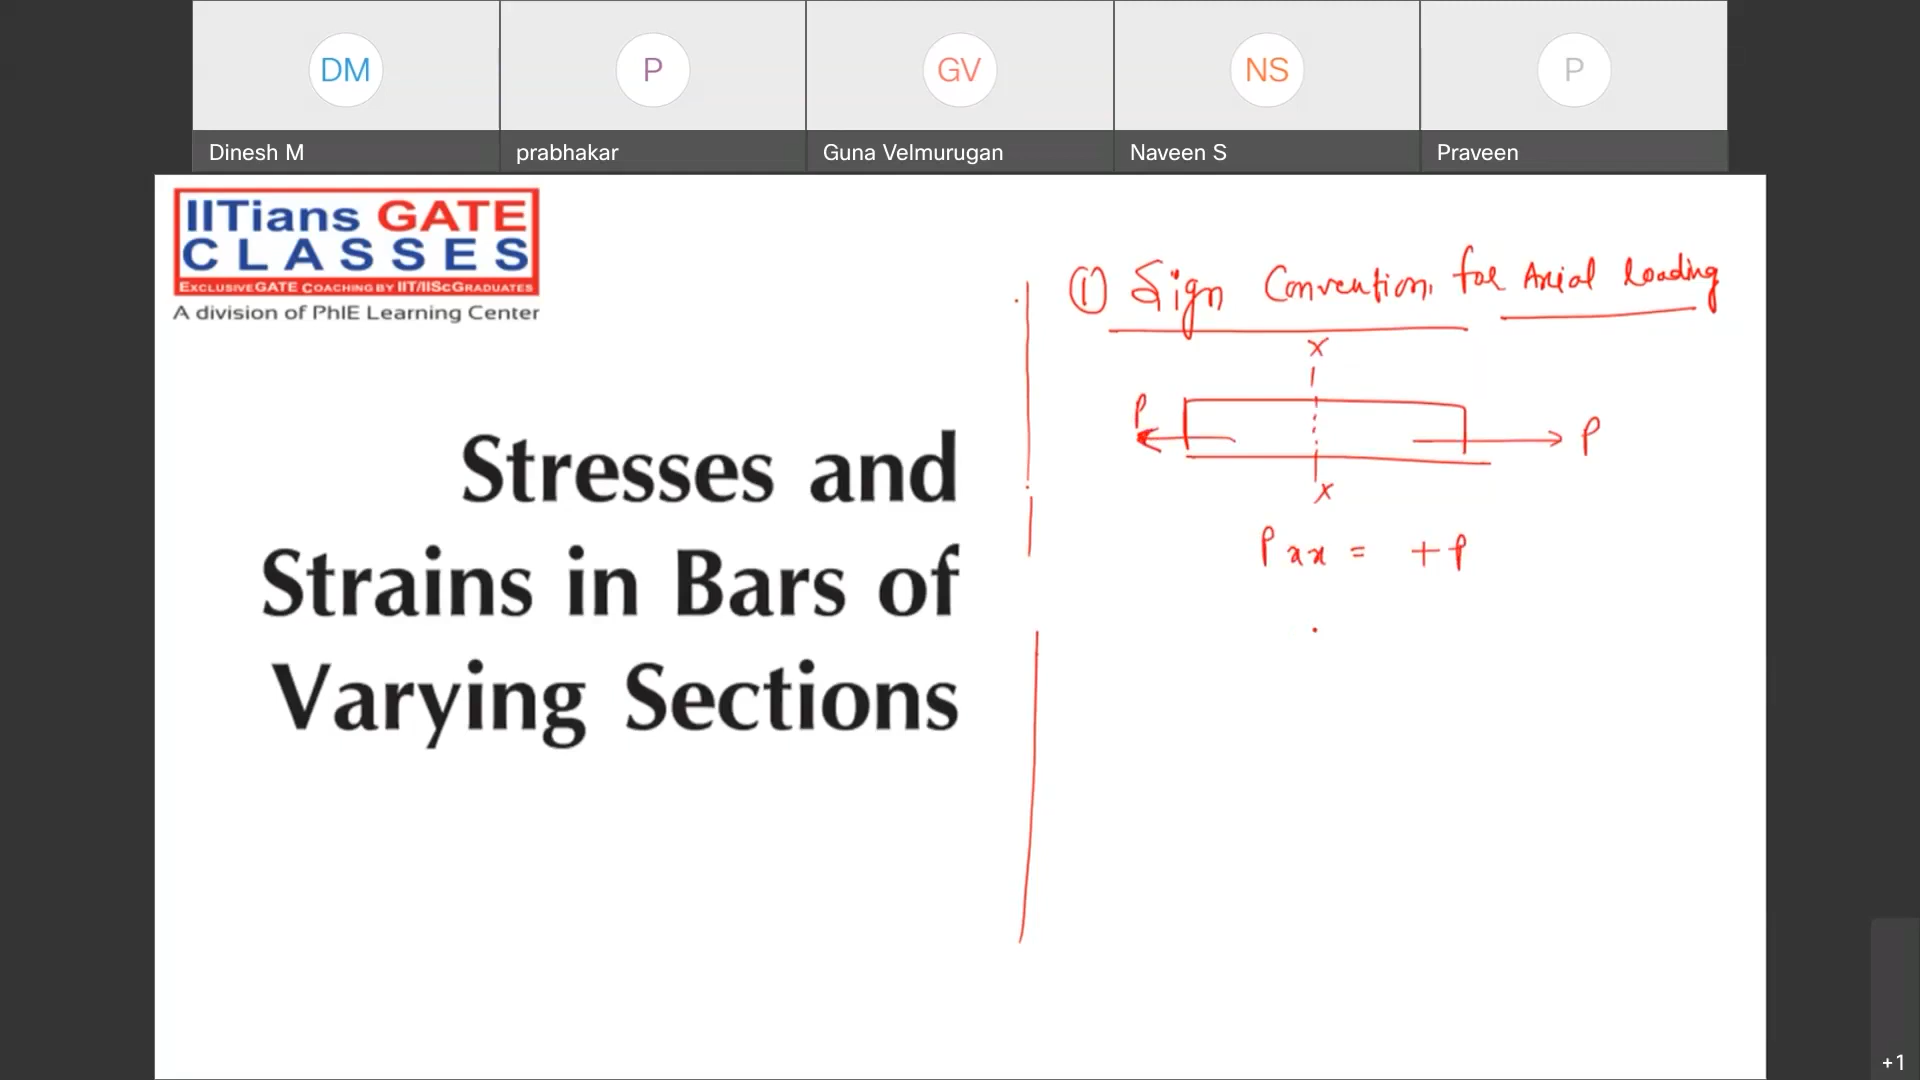 DM
P
GV
NS
P
Dinesh M
prabhakar
Guna Velmurugan
Naveen S
Praveen
IITians GATE
CLASSES
EXCLUSIVE GATE COACHING BY IIT/IISc GRADUATES
A division of PhIE Learning Center
Stresses and
Strains in Bars of
Varying Sections
① Sign Convention for Axial loading
x
P
P
x
Pxx = +P
+1